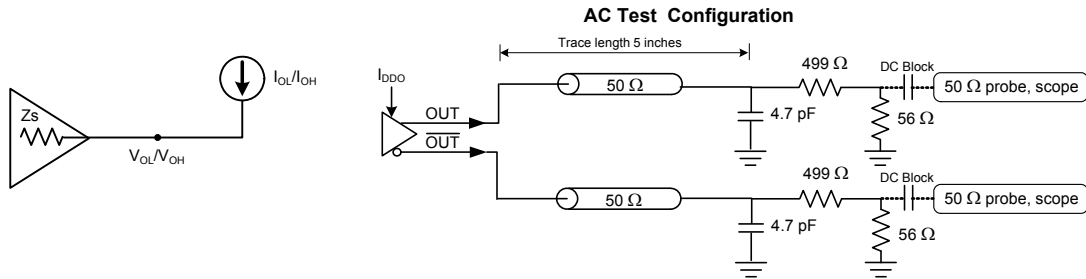 AC Test Configuration
Trace length 5 inches
Zs
I_OL/I_OH
V_OL/V_OH
I_DDO
OUT
O̅U̅T̅
50 Ω
4.7 pF
499 Ω
56 Ω
DC Block
50 Ω probe, scope
50 Ω
4.7 pF
499 Ω
56 Ω
DC Block
50 Ω probe, scope